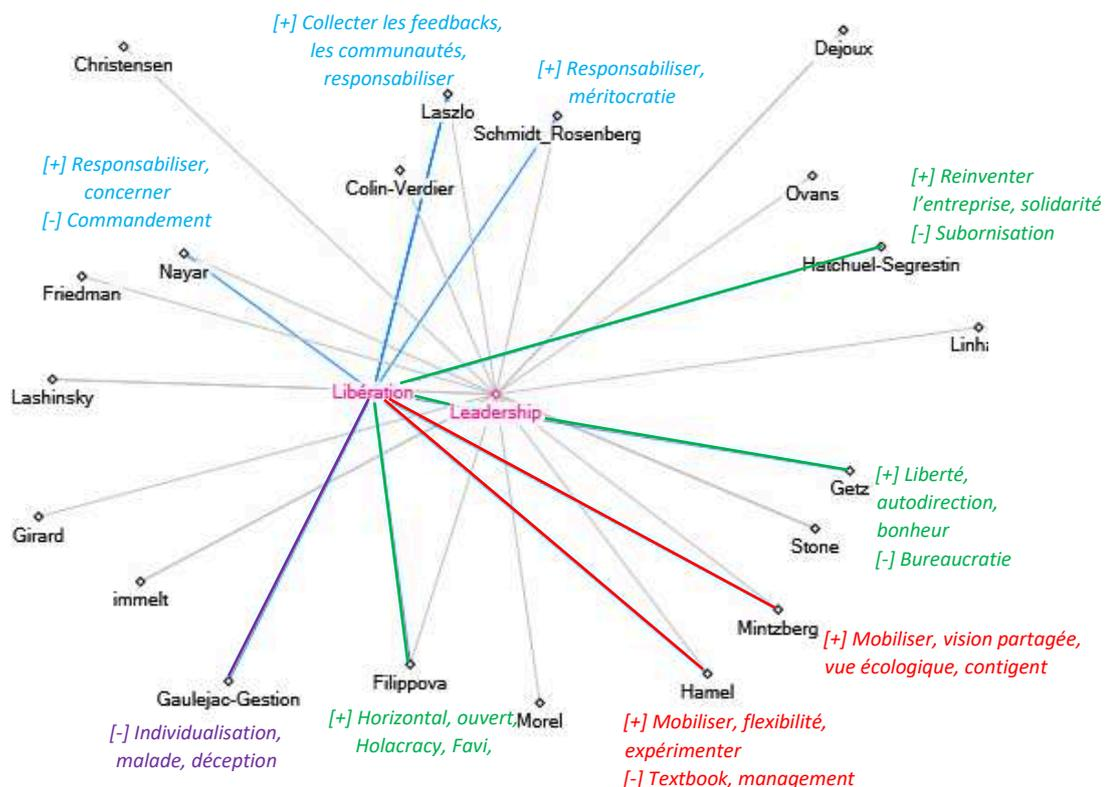 [+] Collecter les feedbacks,
les communautés,
responsabiliser
Dejoux
Christensen
[+] Responsabiliser,
méritocratie
Laszlo
Schmidt_Rosenberg
[+] Responsabiliser,
concerner
[-] Commandement
Colin-Verdier
Ovans
[+] Reinventer
l'entreprise, solidarité
[-] Subornisation
Nayar
Hatchuel-Segrestin
Friedman
Linh
Lashinsky
Libération
Leadership
Getz
[+] Liberté,
autodirection,
bonheur
[-] Bureaucratie
Girard
Stone
immelt
Mintzberg
[+] Mobiliser, vision partagée,
vue écologique, contigent
Gaulejac-Gestion
Filippova
Hamel
Morel
[-] Individualisation,
malade, déception
[+] Horizontal, ouvert,
Holacracy, Favi,
[+] Mobiliser, flexibilité,
expérimenter
[-] Textbook, management